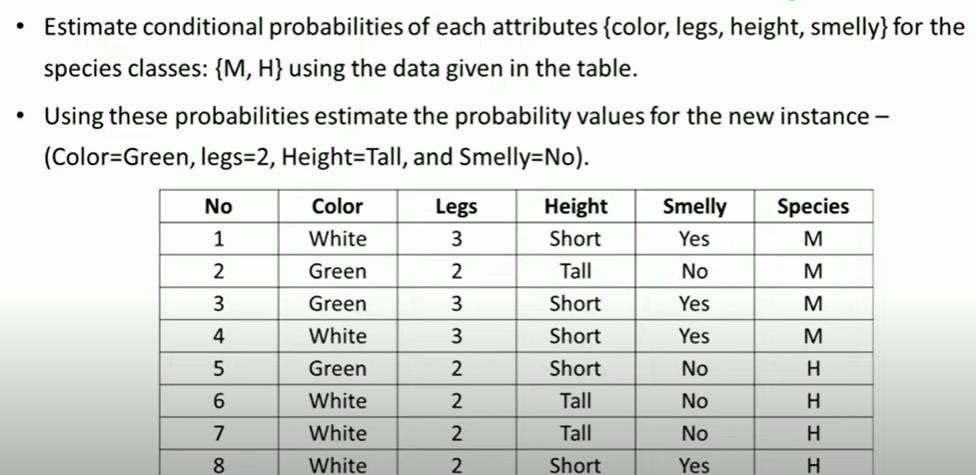 • Estimate conditional probabilities of each attributes {color, legs, height, smelly} for the
species classes: {M, H} using the data given in the table.
• Using these probabilities estimate the probability values for the new instance –
(Color=Green, legs=2, Height=Tall, and Smelly=No).
No Color Legs Height Smelly Species
1 White 3 Short Yes M
2 Green 2 Tall No M
3 Green 3 Short Yes M
4 White 3 Short Yes M
5 Green 2 Short No H
6 White 2 Tall No H
7 White 2 Tall No H
8 White 2 Short Yes H